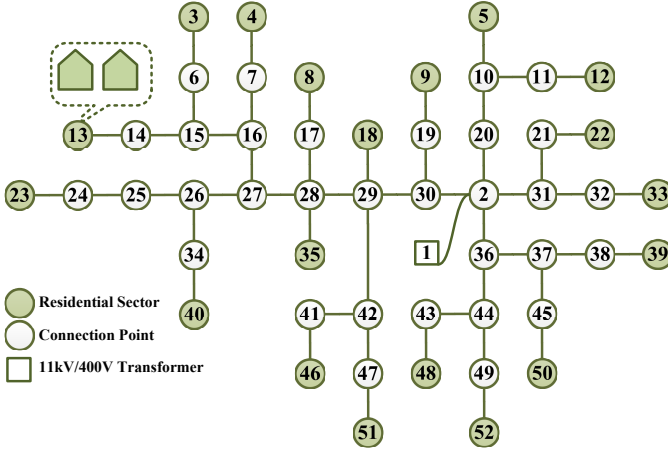 3 4 5
6 7 8 9 10 11 12
13 14 15 16 17 18 19 20 21 22
23 24 25 26 27 28 29 30 2 31 32 33
34 35 1 36 37 38 39
40 41 42 43 44 45
46 47 48 49 50
51 52
Residential Sector
Connection Point
11kV/400V Transformer